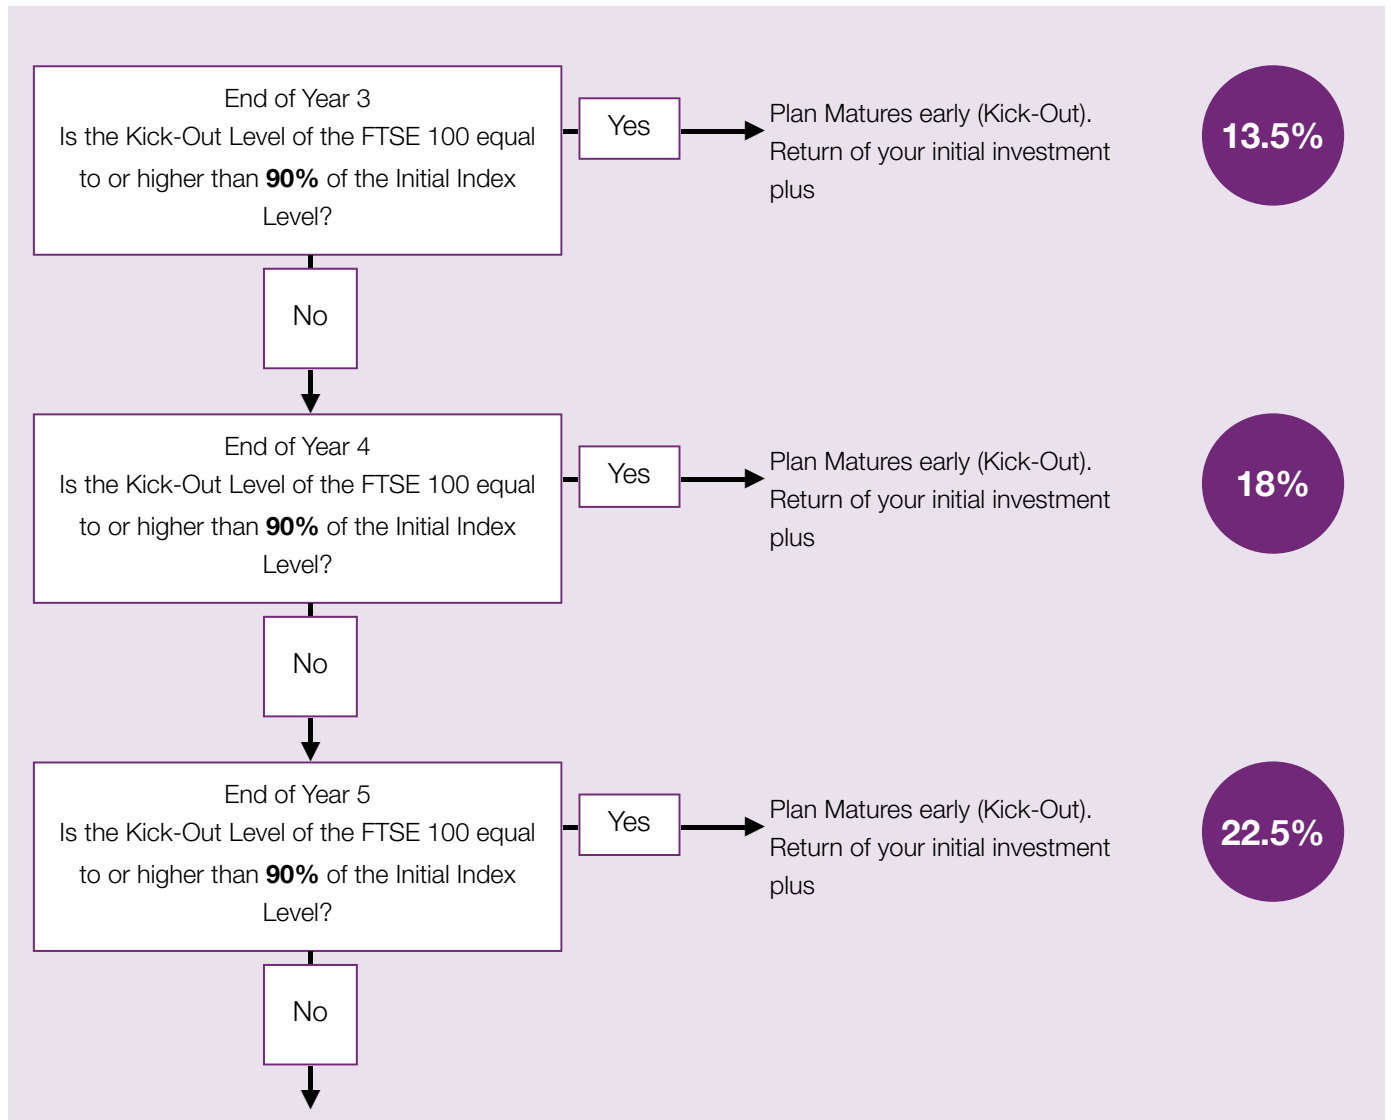 End of Year 3
Is the Kick-Out Level of the FTSE 100 equal
to or higher than 90% of the Initial Index
Level?
Yes
Plan Matures early (Kick-Out).
Return of your initial investment
plus
13.5%
No
End of Year 4
Is the Kick-Out Level of the FTSE 100 equal
to or higher than 90% of the Initial Index
Level?
Yes
Plan Matures early (Kick-Out).
Return of your initial investment
plus
18%
No
End of Year 5
Is the Kick-Out Level of the FTSE 100 equal
to or higher than 90% of the Initial Index
Level?
Yes
Plan Matures early (Kick-Out).
Return of your initial investment
plus
22.5%
No